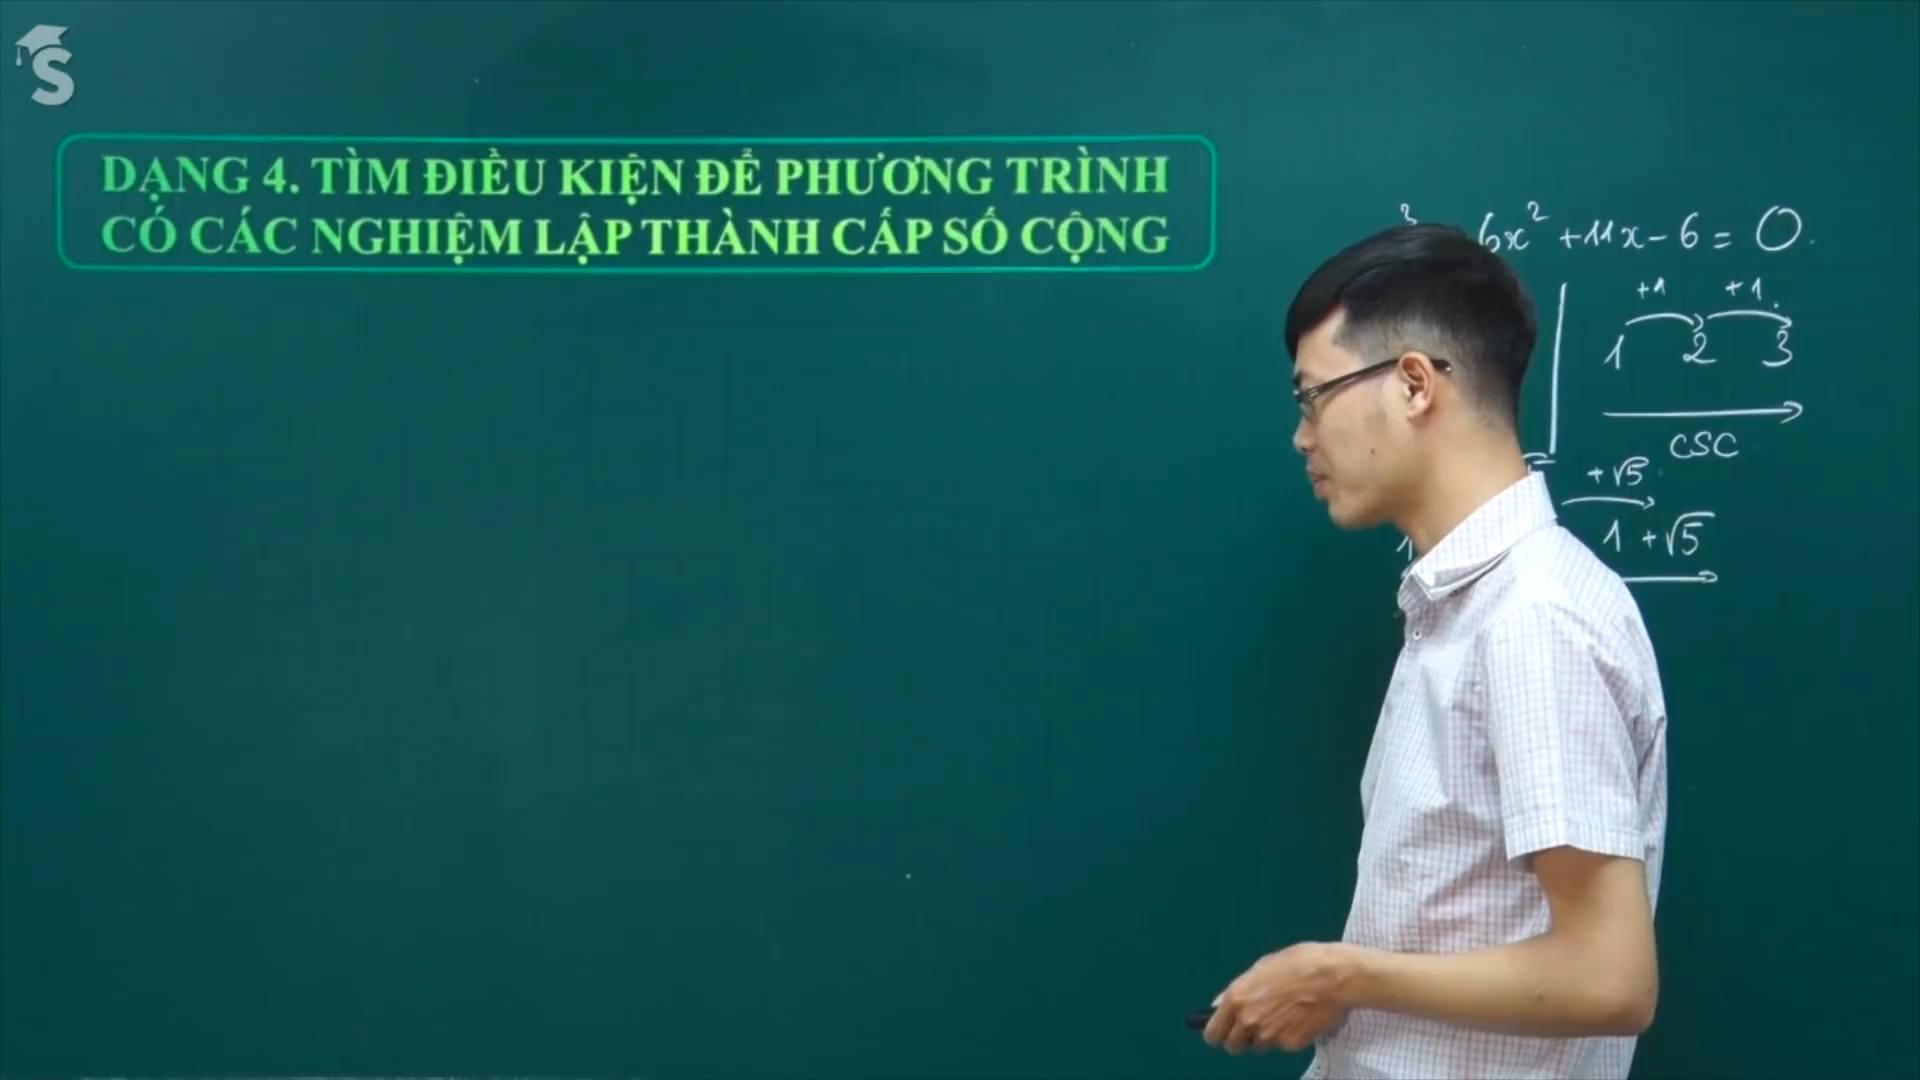 S
DẠNG 4. TÌM ĐIỀU KIỆN ĐỂ PHƯƠNG TRÌNH
CÓ CÁC NGHIỆM LẬP THÀNH CẤP SỐ CỘNG
6x² + 11x - 6 = 0.
+1 +1
1 2 3
CSC
+√5
1 + √5